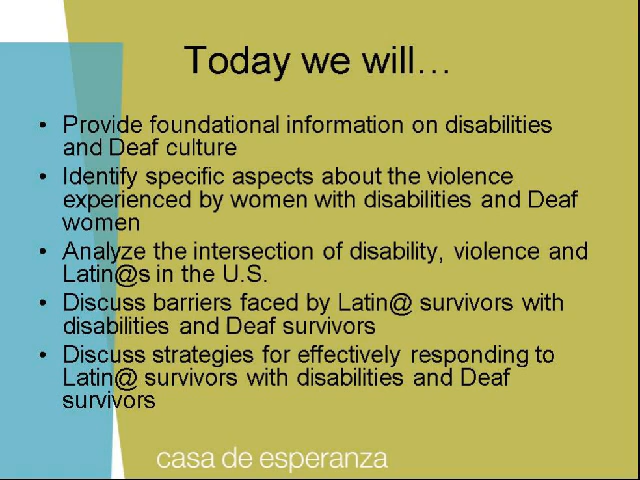 Today we will…
• Provide foundational information on disabilities
and Deaf culture
• Identify specific aspects about the violence
experienced by women with disabilities and Deaf
women
• Analyze the intersection of disability, violence and
Latin@s in the U.S.
• Discuss barriers faced by Latin@ survivors with
disabilities and Deaf survivors
• Discuss strategies for effectively responding to
Latin@ survivors with disabilities and Deaf
survivors
casa de esperanza